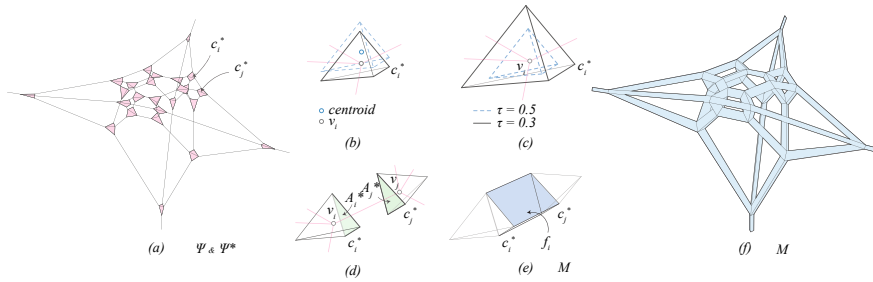 c_i^*
c_j^*
(a) Ψ & Ψ*
c_i^*
centroid
v_i
(b)
v_i
c_i^*
τ = 0.5
τ = 0.3
(c)
v_i
A_i^*
A_j^*
v_j
c_i^*
c_j^*
(d)
c_i^*
c_j^*
f_i
(e) M
(f) M